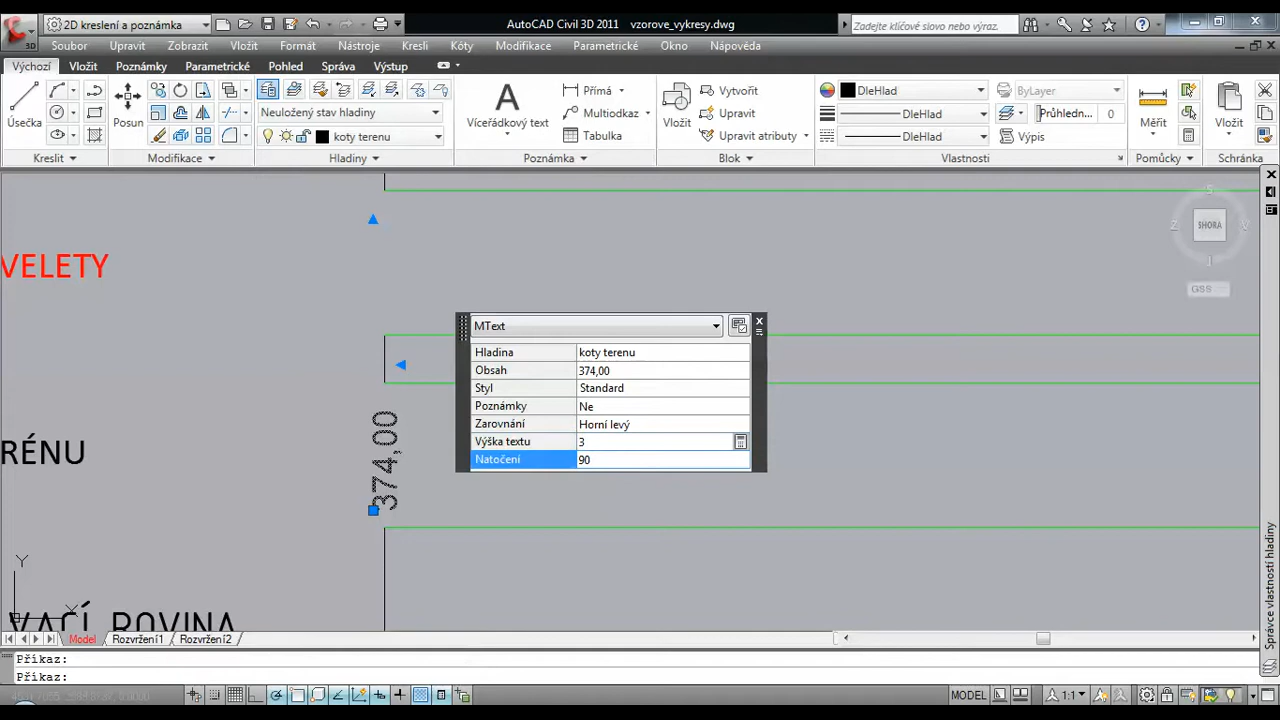 2D kreslení a poznámka
AutoCAD Civil 3D 2011 vzorove_vykresy.dwg
Zadejte klíčové slovo nebo výraz.
3D
Soubor Upravit Zobrazit Vložit Formát Nástroje Kresli Kóty Modifikace Parametrické Okno Nápověda
Výchozí Vložit Poznámky Parametrické Pohled Správa Výstup
Úsečka
Neuložený stav hladiny
koty terenu
Víceřádkový text
Přímá
Multiodkaz
Tabulka
Vložit
Vytvořit
Upravit
Upravit atributy
DleHlad
DleHlad
DleHlad
ByLayer
Průhledn... 0
Výpis
Měřit
Vložit
Kreslit Modifikace Hladiny Poznámka Blok Vlastnosti Pomůcky Schránka
S
Z SHORA V
J
GSS
VELETY
MText
Hladina koty terenu
Obsah 374,00
Styl Standard
Poznámky Ne
Zarovnání Horní levý
Výška textu 3
Natočení 90
374,00
RÉNU
Y
X
VACÍ ROVINA
Správce vlastností hladiny
Model Rozvržení1 Rozvržení2
Příkaz:
Příkaz:
MODEL 1:1